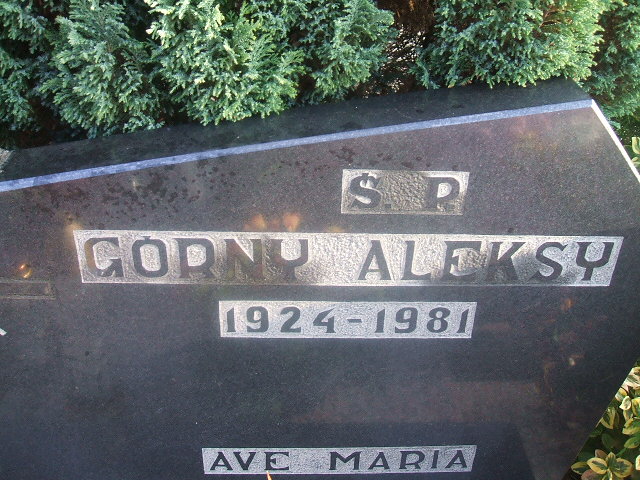 Ś P
GÓRNY ALEKSY
1924-1981
AVE MARIA